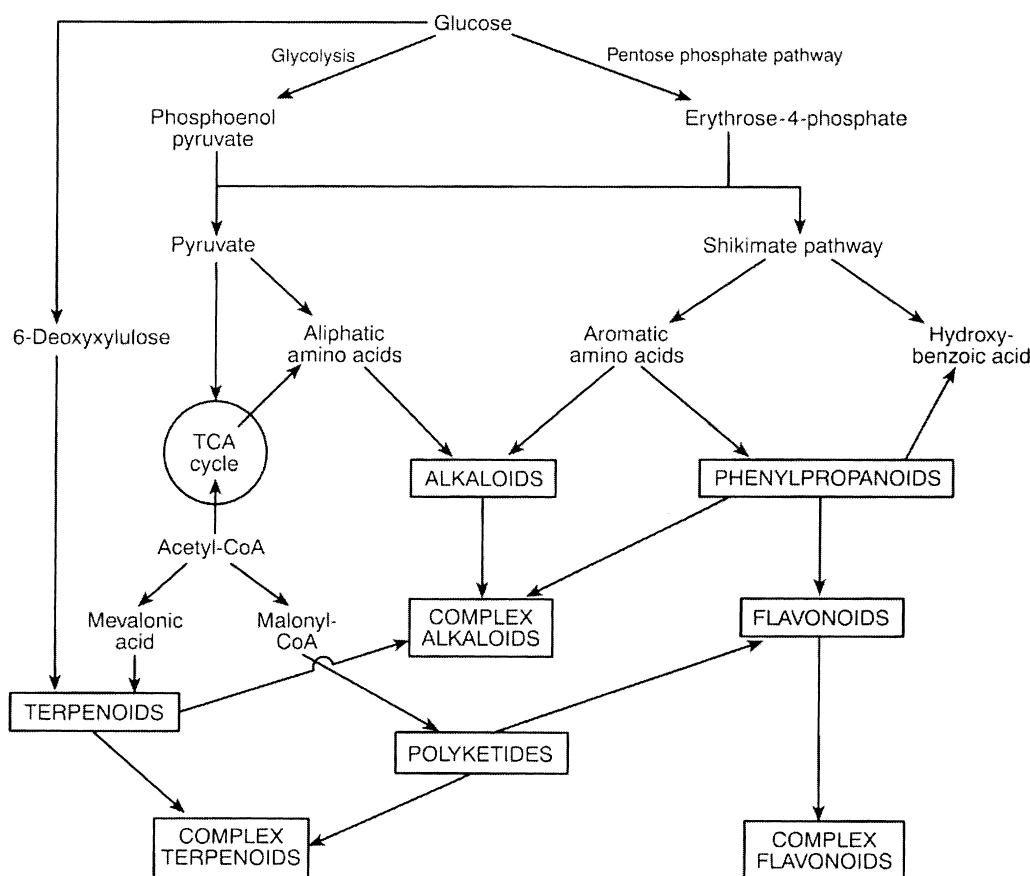 Glucose
Glycolysis
Pentose phosphate pathway
Phosphoenol
pyruvate
Erythrose-4-phosphate
Pyruvate
Shikimate pathway
6-Deoxyxylulose
Aliphatic
amino acids
Aromatic
amino acids
Hydroxy-
benzoic acid
TCA
cycle
ALKALOIDS
PHENYLPROPANOIDS
Acetyl-CoA
Mevalonic
acid
Malonyl-
CoA
COMPLEX
ALKALOIDS
FLAVONOIDS
TERPENOIDS
POLYKETIDES
COMPLEX
TERPENOIDS
COMPLEX
FLAVONOIDS